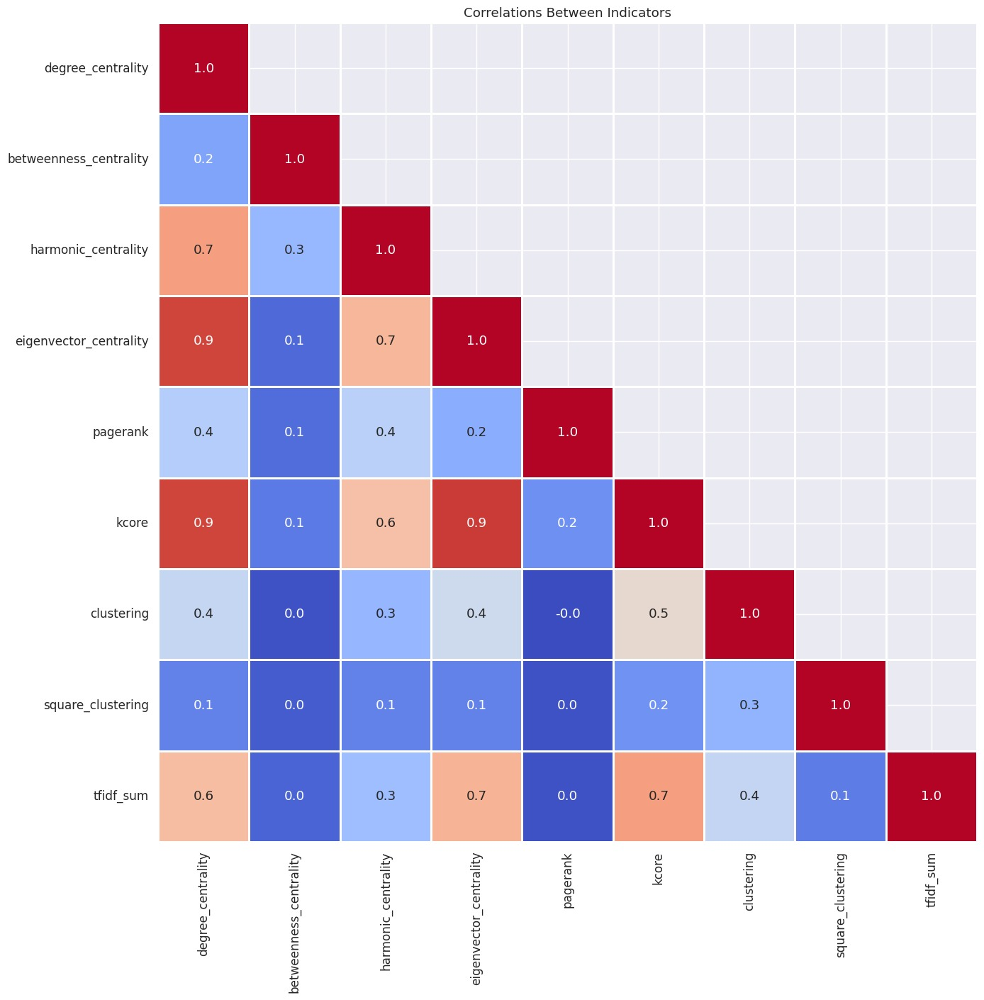 Correlations Between Indicators
degree_centrality 1.0
betweenness_centrality 0.2 1.0
harmonic_centrality 0.7 0.3 1.0
eigenvector_centrality 0.9 0.1 0.7 1.0
pagerank 0.4 0.1 0.4 0.2 1.0
kcore 0.9 0.1 0.6 0.9 0.2 1.0
clustering 0.4 0.0 0.3 0.4 -0.0 0.5 1.0
square_clustering 0.1 0.0 0.1 0.1 0.0 0.2 0.3 1.0
tfidf_sum 0.6 0.0 0.3 0.7 0.0 0.7 0.4 0.1 1.0
degree_centrality
betweenness_centrality
harmonic_centrality
eigenvector_centrality
pagerank
kcore
clustering
square_clustering
tfidf_sum